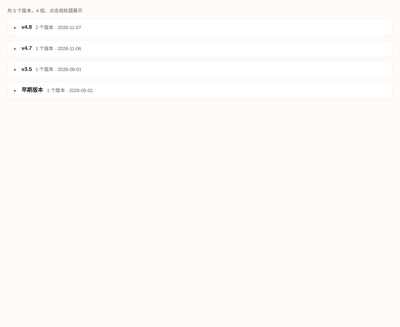 共 5 个版本，4 组。点击组标题展开
v4.8 2 个版本 · 2026-11-07
v4.7 1 个版本 · 2026-11-06
v3.5 1 个版本 · 2026-06-01
早期版本 1 个版本 · 2026-05-01